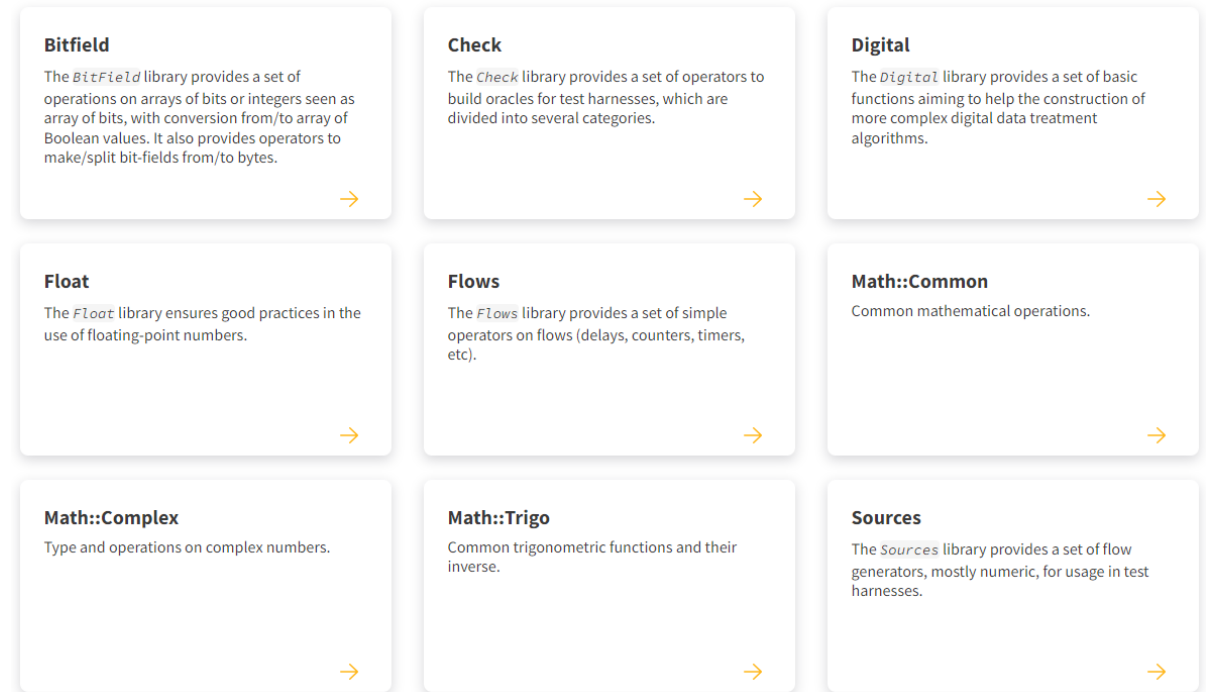 Bitfield
The BitField library provides a set of
operations on arrays of bits or integers seen as
array of bits, with conversion from/to array of
Boolean values. It also provides operators to
make/split bit-fields from/to bytes.
Check
The Check library provides a set of operators to
build oracles for test harnesses, which are
divided into several categories.
Digital
The Digital library provides a set of basic
functions aiming to help the construction of
more complex digital data treatment
algorithms.
Float
The Float library ensures good practices in the
use of floating-point numbers.
Flows
The Flows library provides a set of simple
operators on flows (delays, counters, timers,
etc).
Math::Common
Common mathematical operations.
Math::Complex
Type and operations on complex numbers.
Math::Trigo
Common trigonometric functions and their
inverse.
Sources
The Sources library provides a set of flow
generators, mostly numeric, for usage in test
harnesses.